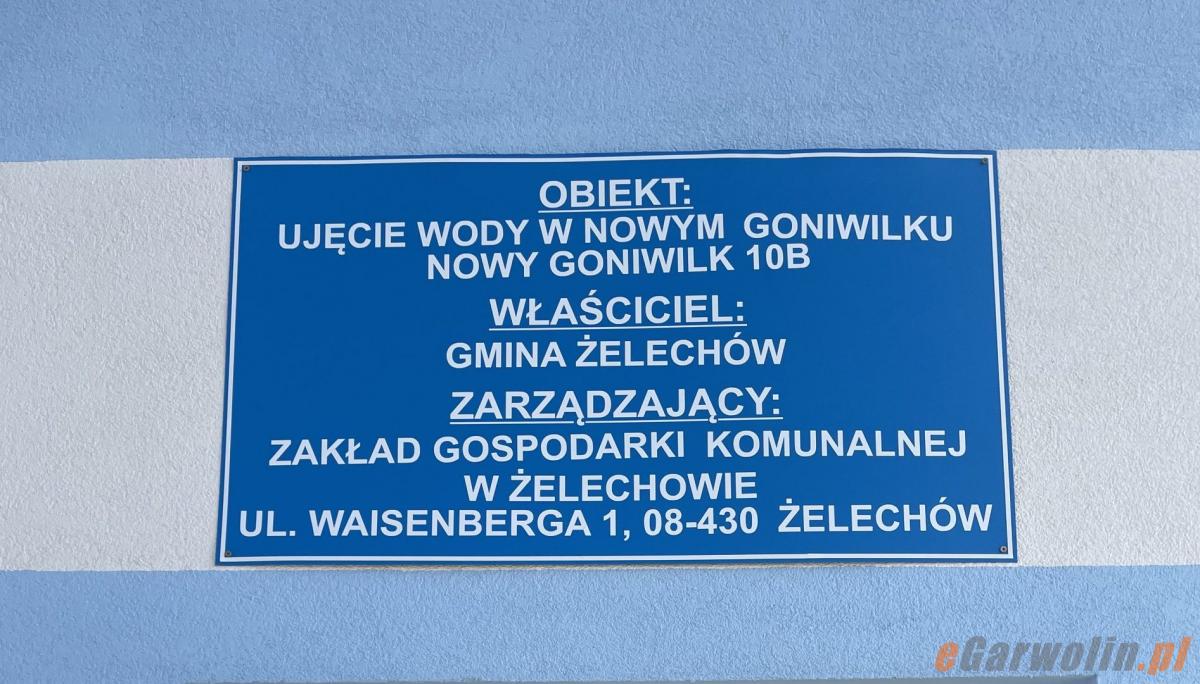 OBIEKT:
UJĘCIE WODY W NOWYM GONIWILKU
NOWY GONIWILK 10B
WŁAŚCICIEL:
GMINA ŻELECHÓW
ZARZĄDZAJĄCY:
ZAKŁAD GOSPODARKI KOMUNALNEJ
W ŻELECHOWIE
UL. WAISENBERGA 1, 08-430 ŻELECHÓW
eGarwolin.pl